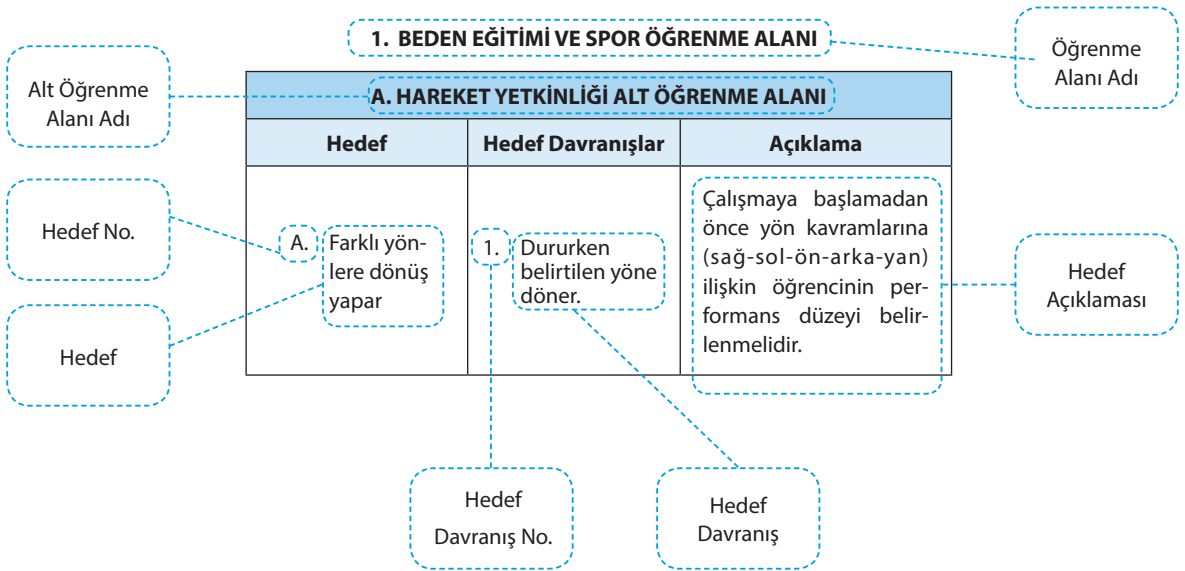 1. BEDEN EĞİTİMİ VE SPOR ÖĞRENME ALANI
Öğrenme
Alanı Adı
Alt Öğrenme
Alanı Adı
A. HAREKET YETKİNLİĞİ ALT ÖĞRENME ALANI
Hedef
Hedef Davranışlar
Açıklama
Hedef No.
A.
Farklı yön-
lere dönüş
yapar
1.
Dururken
belirtilen yöne
döner.
Çalışmaya başlamadan
önce yön kavramlarına
(sağ-sol-ön-arka-yan)
ilişkin öğrencinin per-
formans düzeyi belir-
lenmelidir.
Hedef
Açıklaması
Hedef
Hedef
Davranış No.
Hedef
Davranış